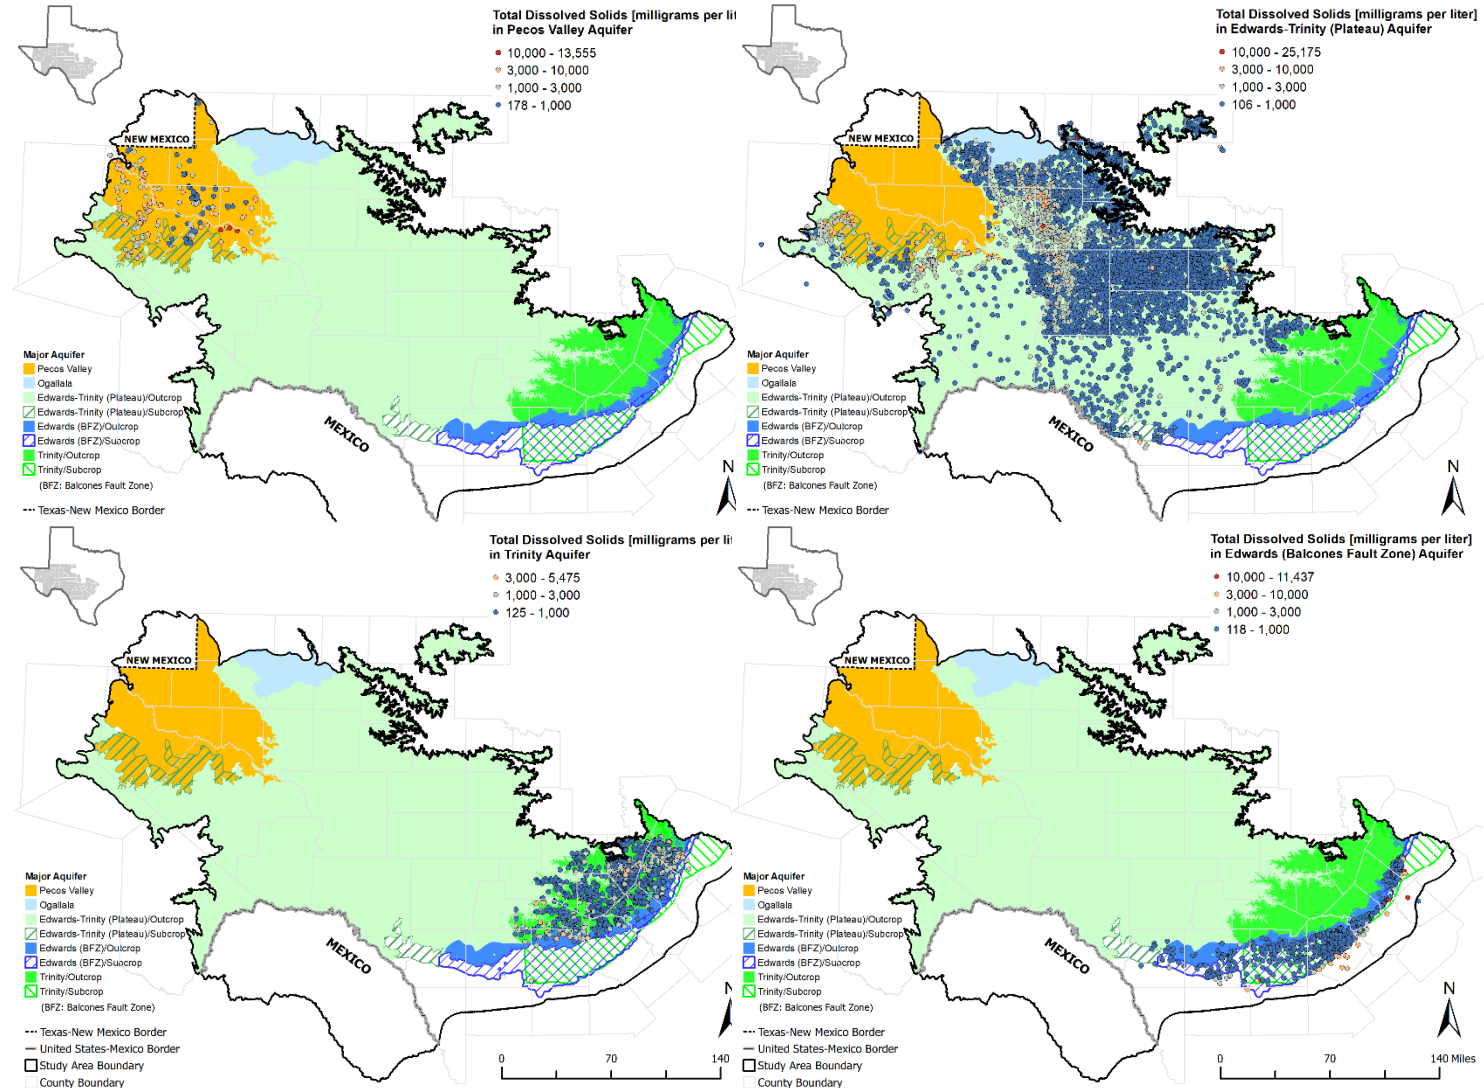 Total Dissolved Solids [milligrams per lit
in Pecos Valley Aquifer
10,000 - 13,555
3,000 - 10,000
1,000 - 3,000
178 - 1,000
NEW MEXICO
MEXICO
Major Aquifer
Pecos Valley
Ogallala
Edwards-Trinity (Plateau)/Outcrop
Edwards-Trinity (Plateau)/Subcrop
Edwards (BFZ)/Outcrop
Edwards (BFZ)/Suocrop
Trinity/Outcrop
Trinity/Subcrop
(BFZ: Balcones Fault Zone)
Texas-New Mexico Border
N
Total Dissolved Solids [milligrams per liter]
in Edwards-Trinity (Plateau) Aquifer
10,000 - 25,175
3,000 - 10,000
1,000 - 3,000
106 - 1,000
NEW MEXICO
MEXICO
Major Aquifer
Pecos Valley
Ogallala
Edwards-Trinity (Plateau)/Outcrop
Edwards-Trinity (Plateau)/Subcrop
Edwards (BFZ)/Outcrop
Edwards (BFZ)/Suocrop
Trinity/Outcrop
Trinity/Subcrop
(BFZ: Balcones Fault Zone)
Texas-New Mexico Border
N
Total Dissolved Solids [milligrams per lit
in Trinity Aquifer
3,000 - 5,475
1,000 - 3,000
125 - 1,000
NEW MEXICO
MEXICO
Major Aquifer
Pecos Valley
Ogallala
Edwards-Trinity (Plateau)/Outcrop
Edwards-Trinity (Plateau)/Subcrop
Edwards (BFZ)/Outcrop
Edwards (BFZ)/Suocrop
Trinity/Outcrop
Trinity/Subcrop
(BFZ: Balcones Fault Zone)
Texas-New Mexico Border
United States-Mexico Border
Study Area Boundary
County Boundary
N
0 70 140
Total Dissolved Solids [milligrams per liter]
in Edwards (Balcones Fault Zone) Aquifer
10,000 - 11,437
3,000 - 10,000
1,000 - 3,000
118 - 1,000
NEW MEXICO
MEXICO
Major Aquifer
Pecos Valley
Ogallala
Edwards-Trinity (Plateau)/Outcrop
Edwards-Trinity (Plateau)/Subcrop
Edwards (BFZ)/Outcrop
Edwards (BFZ)/Suocrop
Trinity/Outcrop
Trinity/Subcrop
(BFZ: Balcones Fault Zone)
Texas-New Mexico Border
United States-Mexico Border
Study Area Boundary
County Boundary
N
0 70 140 Miles